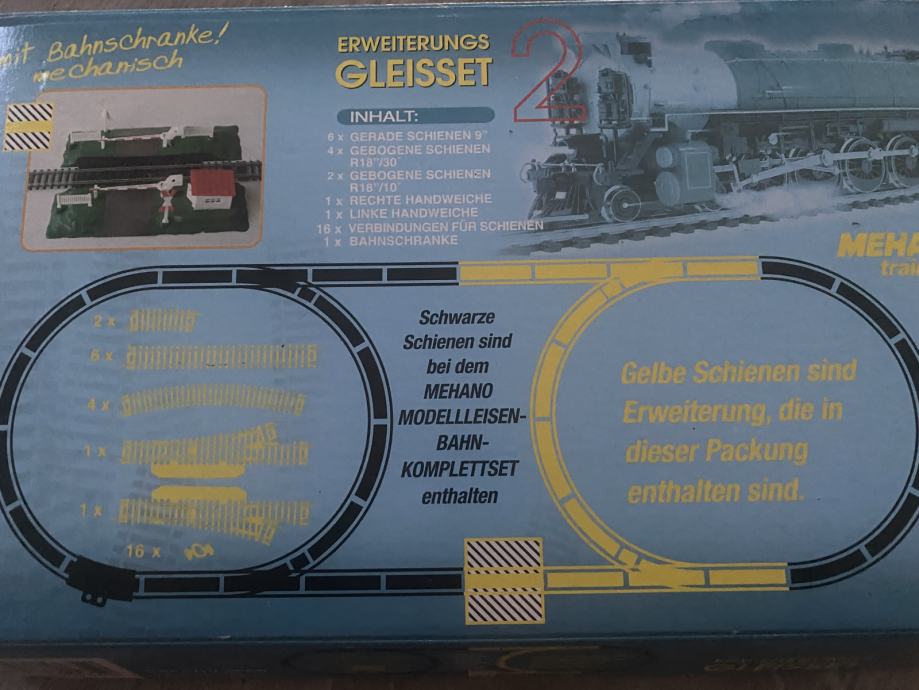 mit Bahnschranke!
mechanisch
ERWEITERUNGS
GLEISSET
2
INHALT:
6 x GERADE SCHIENEN 9"
4 x GEBOGENE SCHIENEN
R18"/30°
2 x GEBOGENE SCHIENEN
R18"/10°
1 x RECHTE HANDWEICHE
1 x LINKE HANDWEICHE
16 x VERBINDUNGEN FÜR SCHIENEN
1 x BAHNSCHRANKE
2 x
6 x
4 x
1 x
1 x
16 x
Schwarze
Schienen sind
bei dem
MEHANO
MODELLLEISEN-
BAHN-
KOMPLETTSET
enthalten
Gelbe Schienen sind
Erweiterung, die in
dieser Packung
enthalten sind.